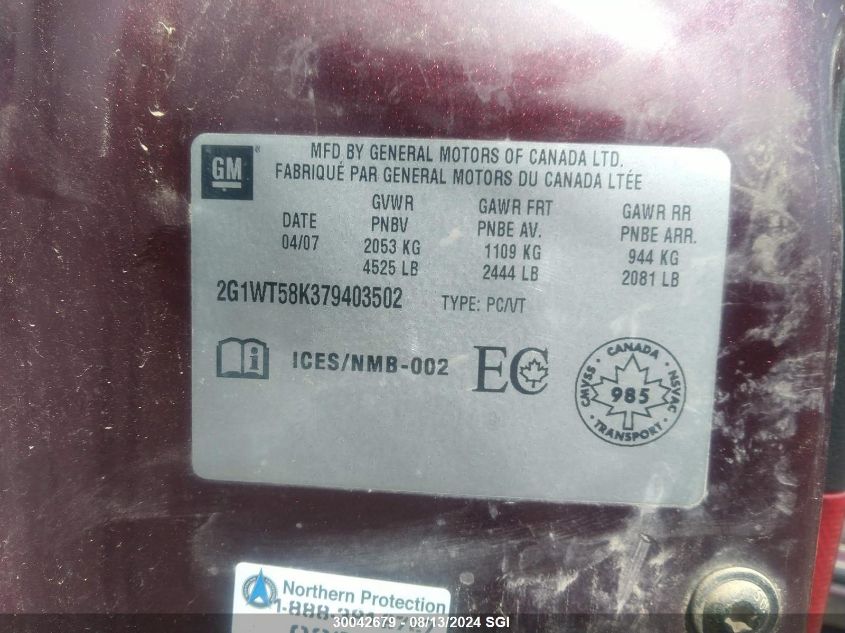 GM
MFD BY GENERAL MOTORS OF CANADA LTD.
FABRIQUÉ PAR GENERAL MOTORS DU CANADA LTÉE
DATE
04/07
GVWR
PNBV
2053 KG
4525 LB
GAWR FRT
PNBE AV.
1109 KG
2444 LB
GAWR RR
PNBE ARR.
944 KG
2081 LB
2G1WT58K379403502 TYPE: PC/VT
i ICES/NMB-002 EC
CANADA
CMVSS 985 NSVAC
TRANSPORT
Northern Protection
1-888-
30042679 - 08/13/2024 SGI